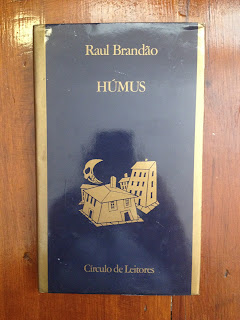 Raul Brandão
HÚMUS
Círculo de Leitores